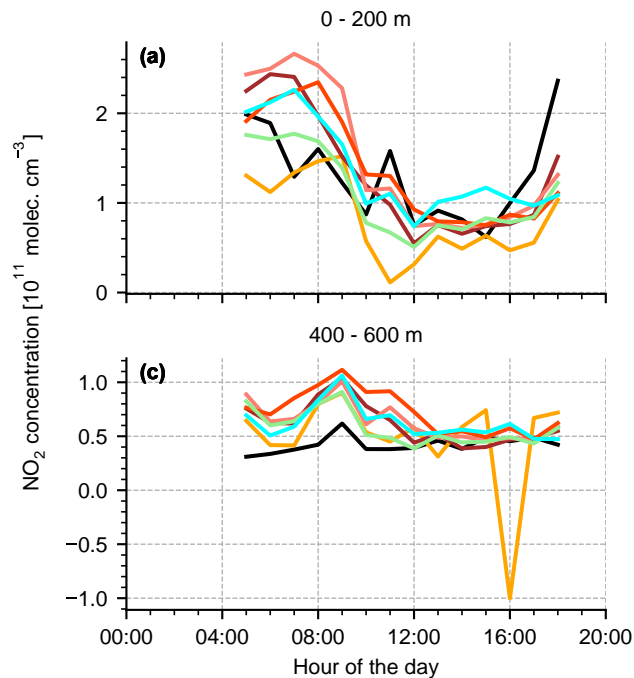 0 - 200 m
(a)
2
1
0
400 - 600 m
(c)
1.0
0.5
0.0
−0.5
−1.0
00:00 04:00 08:00 12:00 16:00 20:00
Hour of the day
NO₂ concentration [10¹¹ molec. cm⁻³]